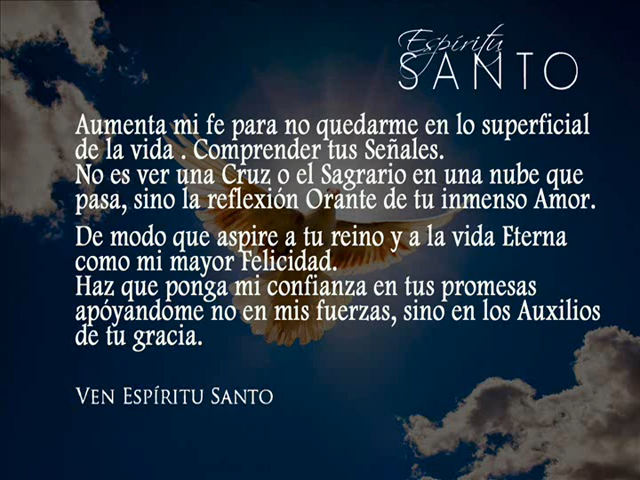 Espíritu
SANTO
Aumenta mi fe para no quedarme en lo superficial
de la vida . Comprender tus Señales.
No es ver una Cruz o el Sagrario en una nube que
pasa, sino la reflexión Orante de tu inmenso Amor.
De modo que aspire a tu reino y a la vida Eterna
como mi mayor Felicidad.
Haz que ponga mi confianza en tus promesas
apóyandome no en mis fuerzas, sino en los Auxilios
de tu gracia.
VEN ESPÍRITU SANTO